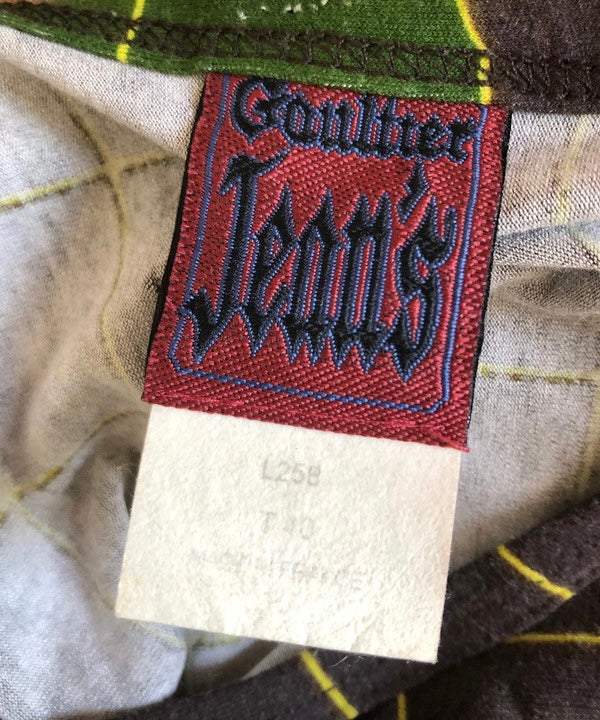 Gaultier
Jean's
L258
T 40
MADE IN FRANCE